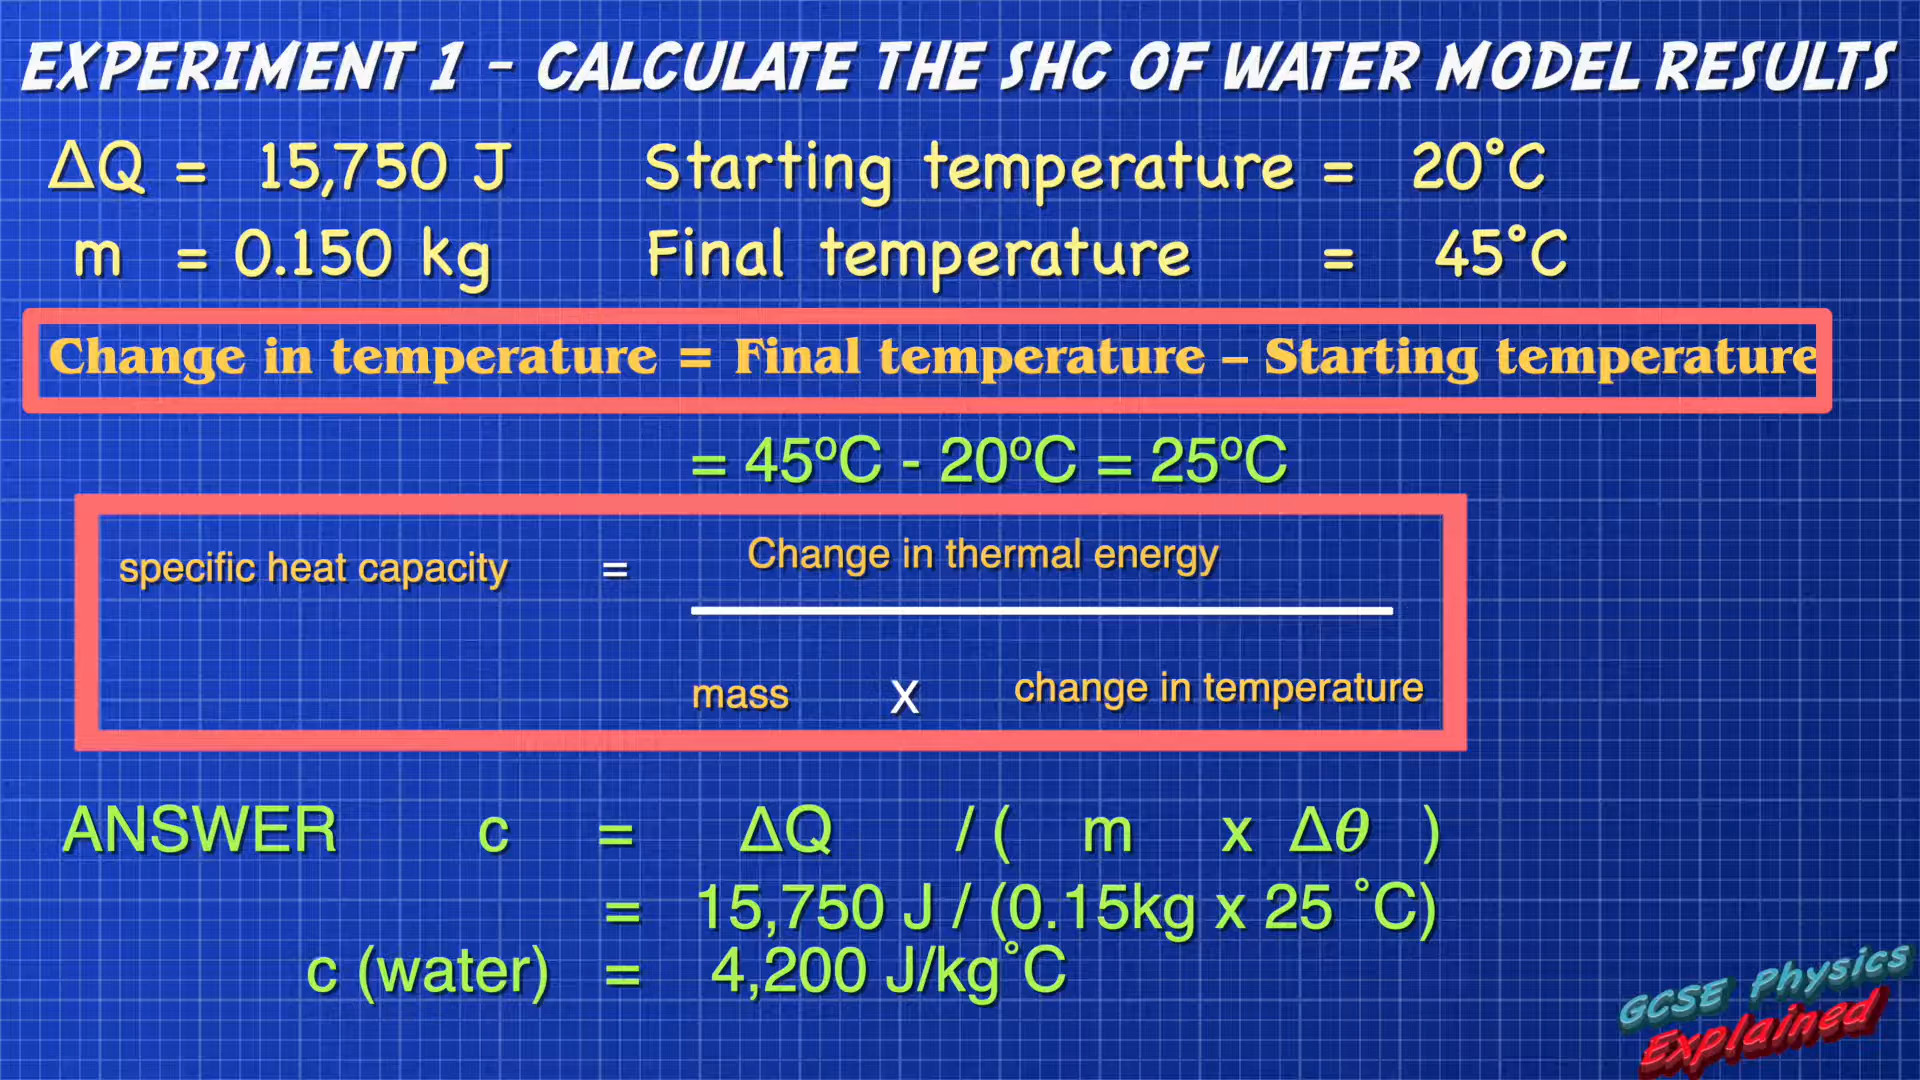 EXPERIMENT 1 - CALCULATE THE SHC OF WATER MODEL RESULTS
ΔQ = 15,750 J Starting temperature = 20°C
m = 0.150 kg Final temperature = 45°C
Change in temperature = Final temperature – Starting temperature
= 45ºC - 20ºC = 25ºC
Change in thermal energy
specific heat capacity =
mass X change in temperature
ANSWER c = ΔQ / ( m x Δθ )
= 15,750 J / (0.15kg x 25 ˚C)
c (water) = 4,200 J/kg˚C
GCSE Physics
Explained